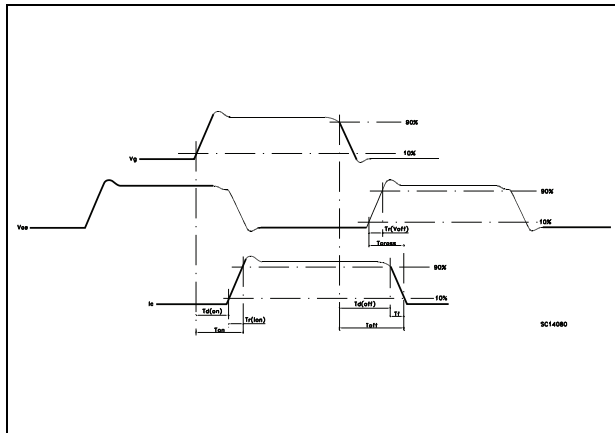 90%
10%
Vg
90%
Vce
10%
Tr(Voff)
Tcross
90%
Ic
10%
Td(on)
Td(off)
Tf
Tr(Ion)
Ton
Toff
SC14080